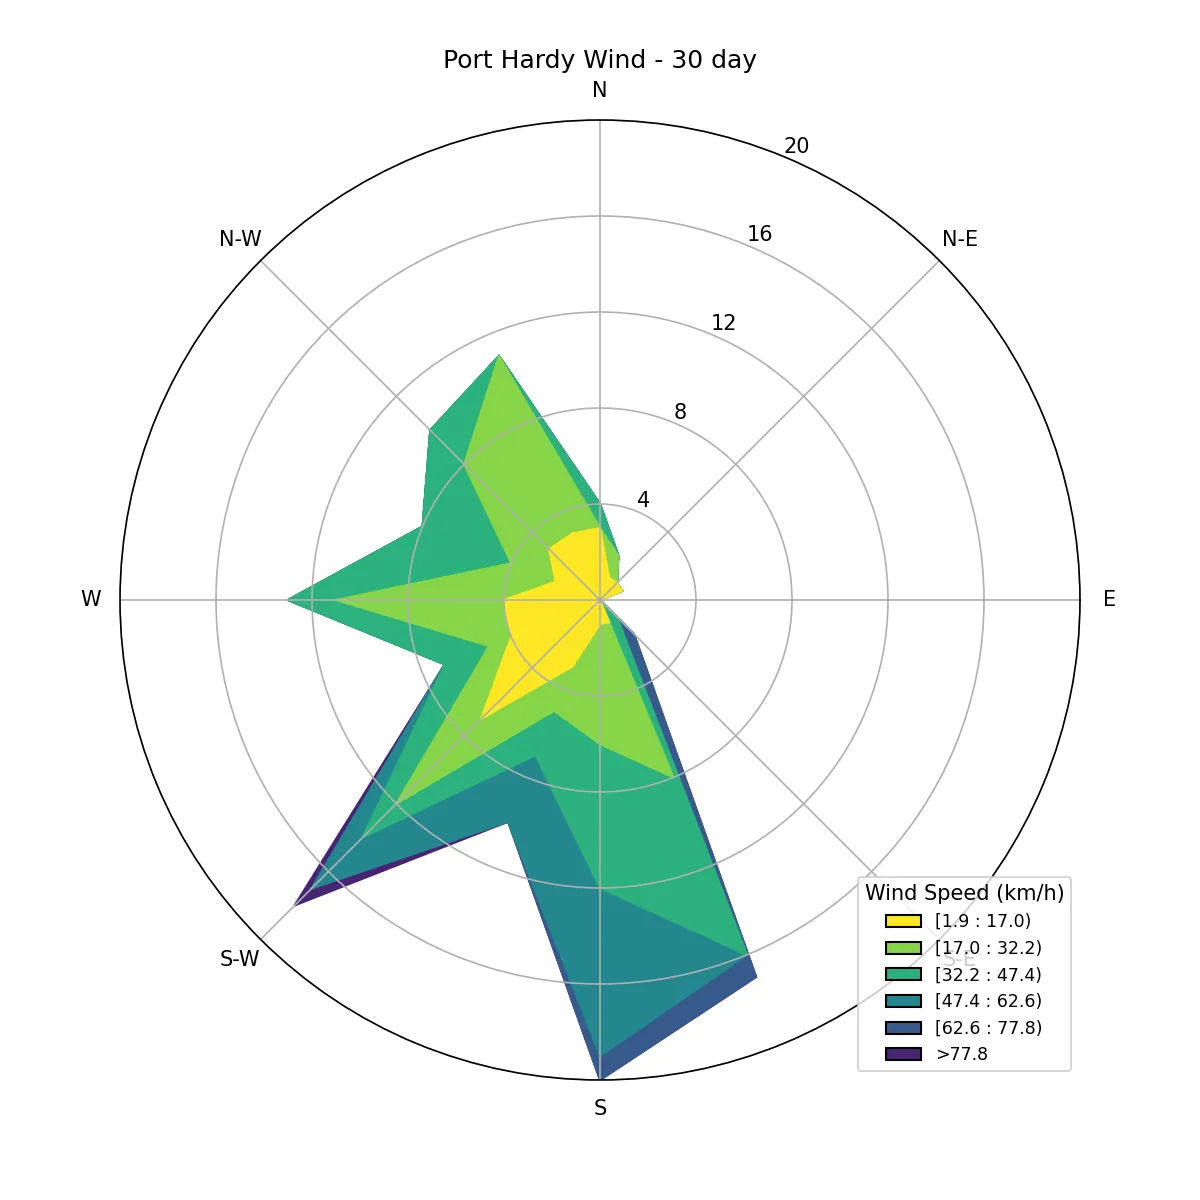 Port Hardy Wind - 30 day
N
20
N-W
N-E
16
12
8
4
W
E
S-W
S-E
S
Wind Speed (km/h)
[1.9 : 17.0)
[17.0 : 32.2)
[32.2 : 47.4)
[47.4 : 62.6)
[62.6 : 77.8)
>77.8